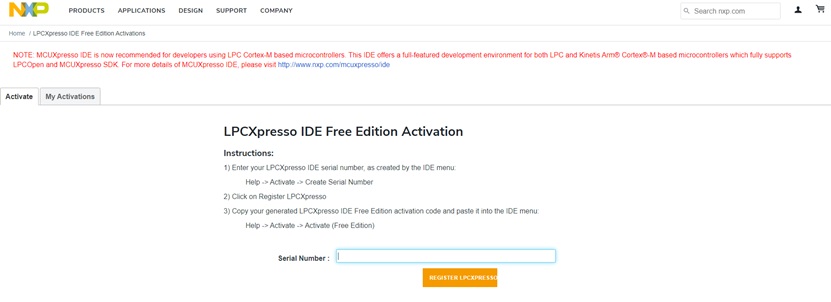 NXP PRODUCTS APPLICATIONS DESIGN SUPPORT COMPANY Search nxp.com
Home / LPCXpresso IDE Free Edition Activations
NOTE: MCUXpresso IDE is now recommended for developers using LPC Cortex-M based microcontrollers. This IDE offers a full-featured development environment for both LPC and Kinetis Arm® Cortex®-M based microcontrollers which fully supports
LPCOpen and MCUXpresso SDK. For more details of MCUXpresso IDE, please visit http://www.nxp.com/mcuxpresso/ide
Activate My Activations
LPCXpresso IDE Free Edition Activation
Instructions:
1) Enter your LPCXpresso IDE serial number, as created by the IDE menu:
Help -> Activate -> Create Serial Number
2) Click on Register LPCXpresso
3) Copy your generated LPCXpresso IDE Free Edition activation code and paste it into the IDE menu:
Help -> Activate -> Activate (Free Edition)
Serial Number :
REGISTER LPCXPRESSO